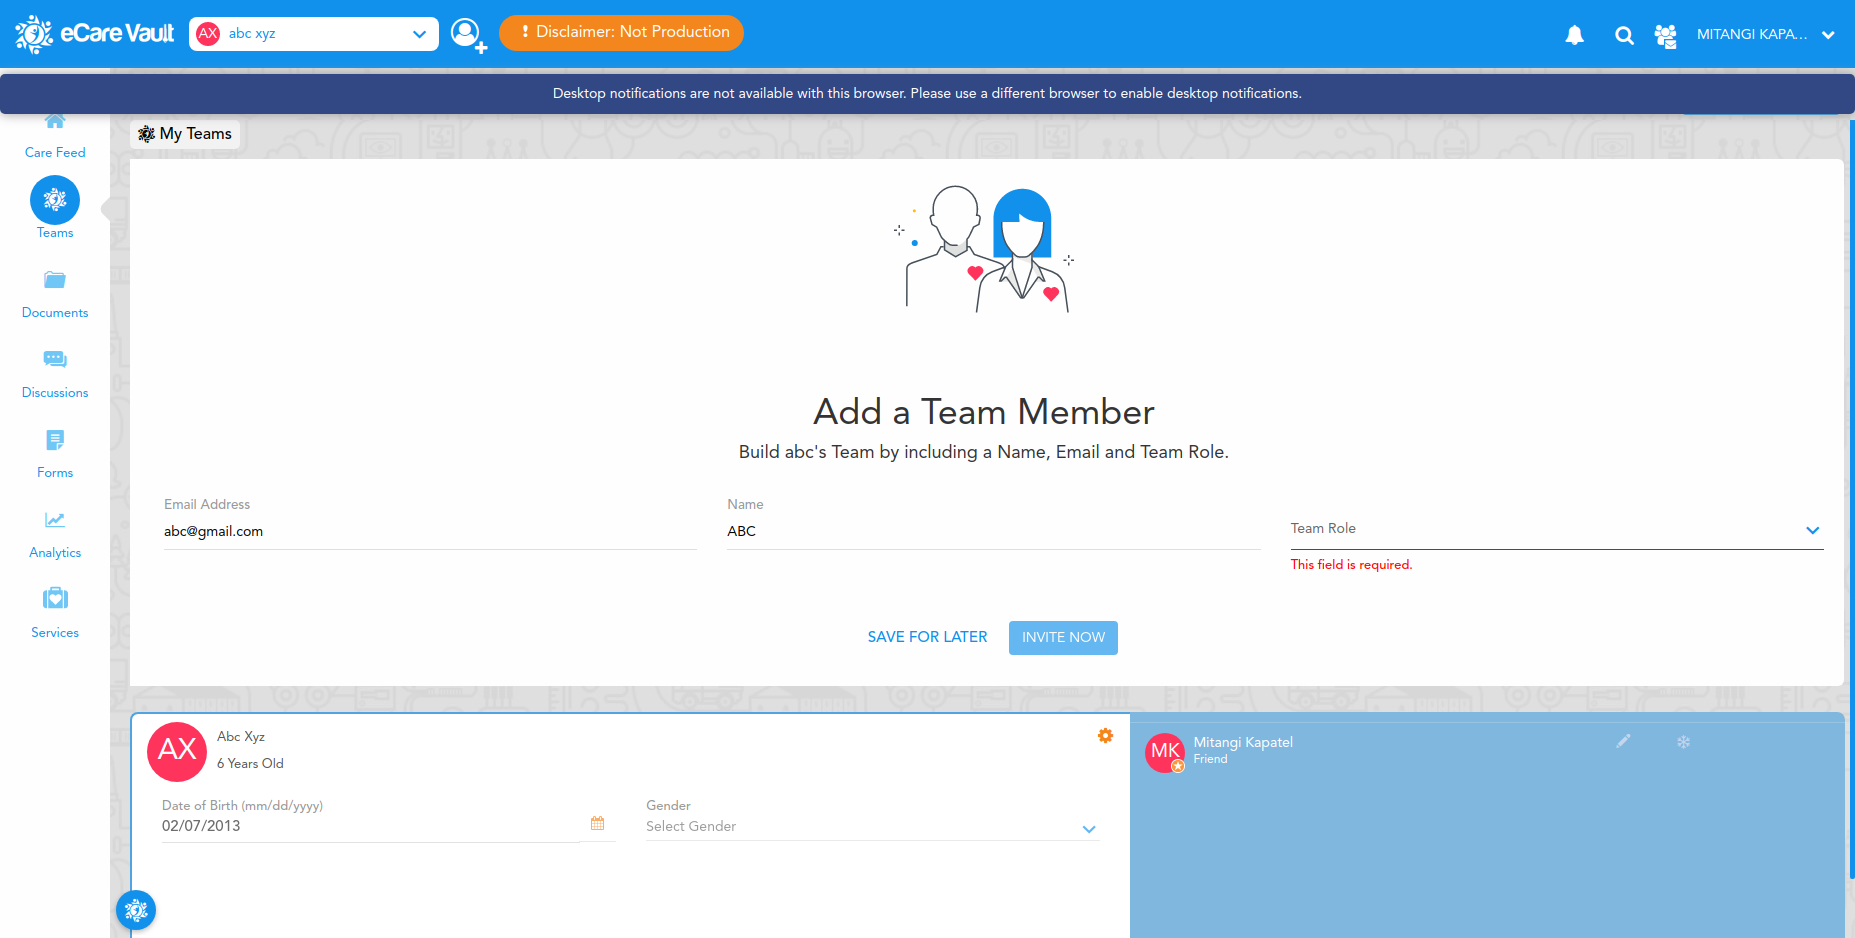 eCare Vault
AX abc xyz
! Disclaimer: Not Production
MITANGI KAPA...
Desktop notifications are not available with this browser. Please use a different browser to enable desktop notifications.
Care Feed
Teams
Documents
Discussions
Forms
Analytics
Services
My Teams
Add a Team Member
Build abc's Team by including a Name, Email and Team Role.
Email Address
abc@gmail.com
Name
ABC
Team Role
This field is required.
SAVE FOR LATER
INVITE NOW
AX
Abc Xyz
6 Years Old
Date of Birth (mm/dd/yyyy)
02/07/2013
Gender
Select Gender
MK
Mitangi Kapatel
Friend